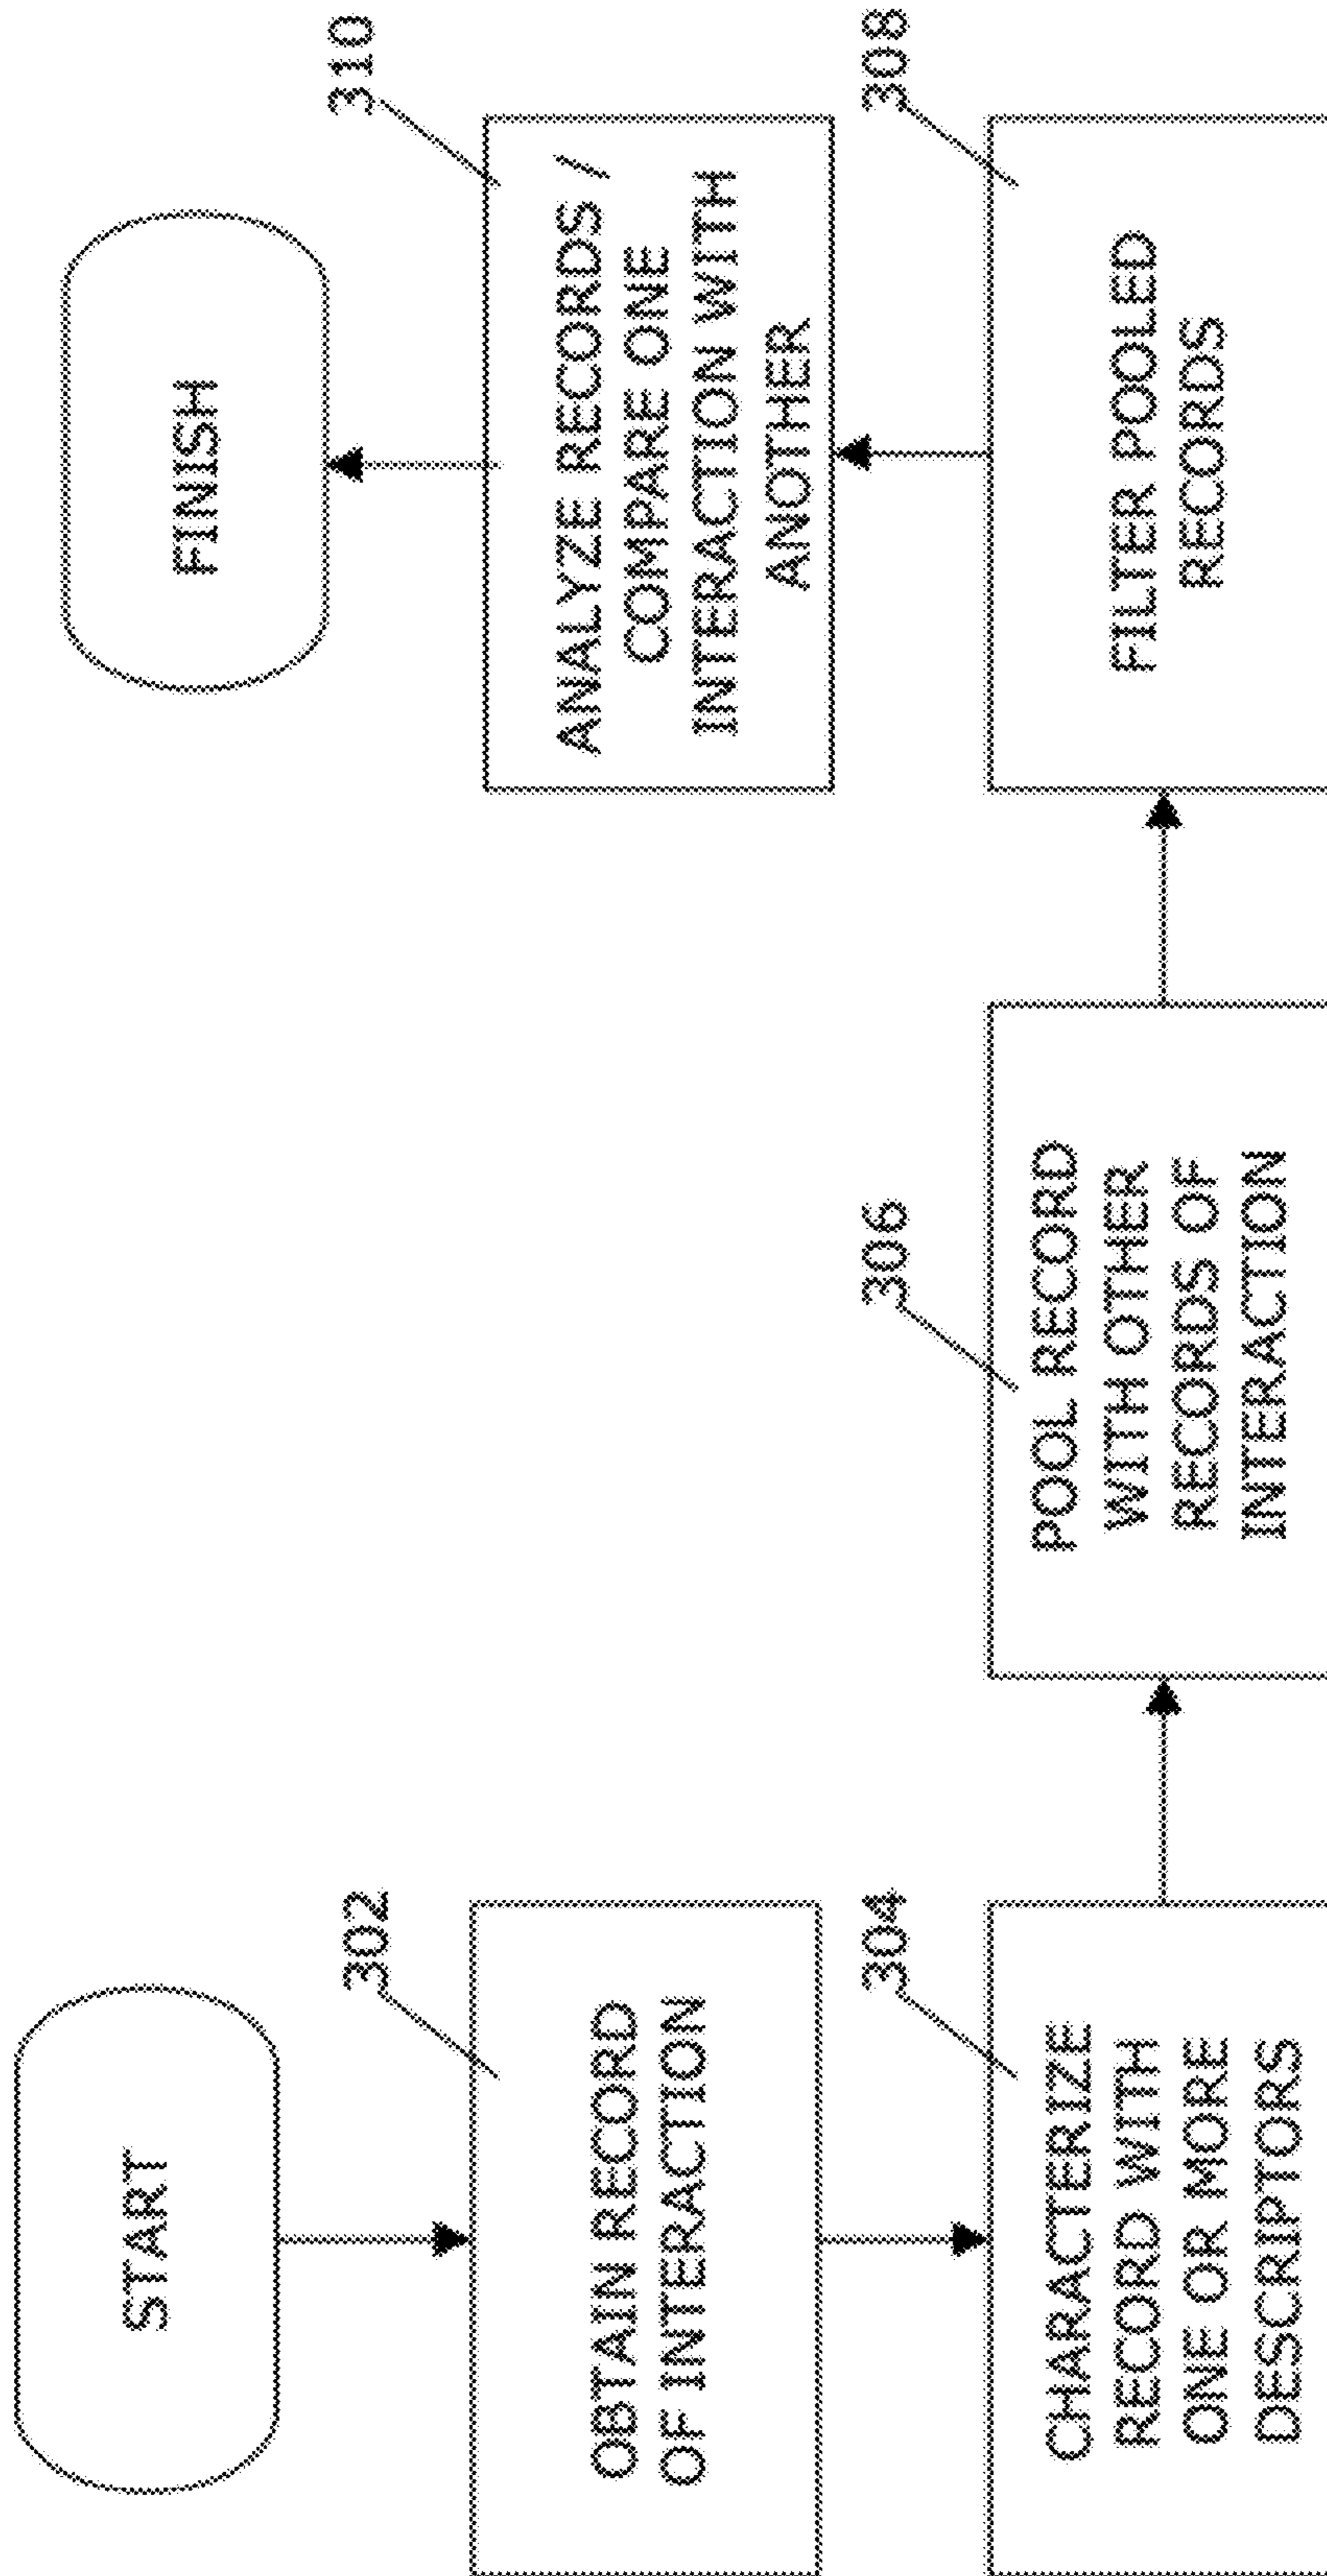 START
302
OBTAIN RECORD
OF INTERACTION
304
CHARACTERIZE
RECORD WITH
ONE OR MORE
DESCRIPTORS
306
POOL RECORD
WITH OTHER
RECORDS OF
INTERACTION
308
FILTER POOLED
RECORDS
310
ANALYZE RECORDS /
COMPARE ONE
INTERACTION WITH
ANOTHER
FINISH